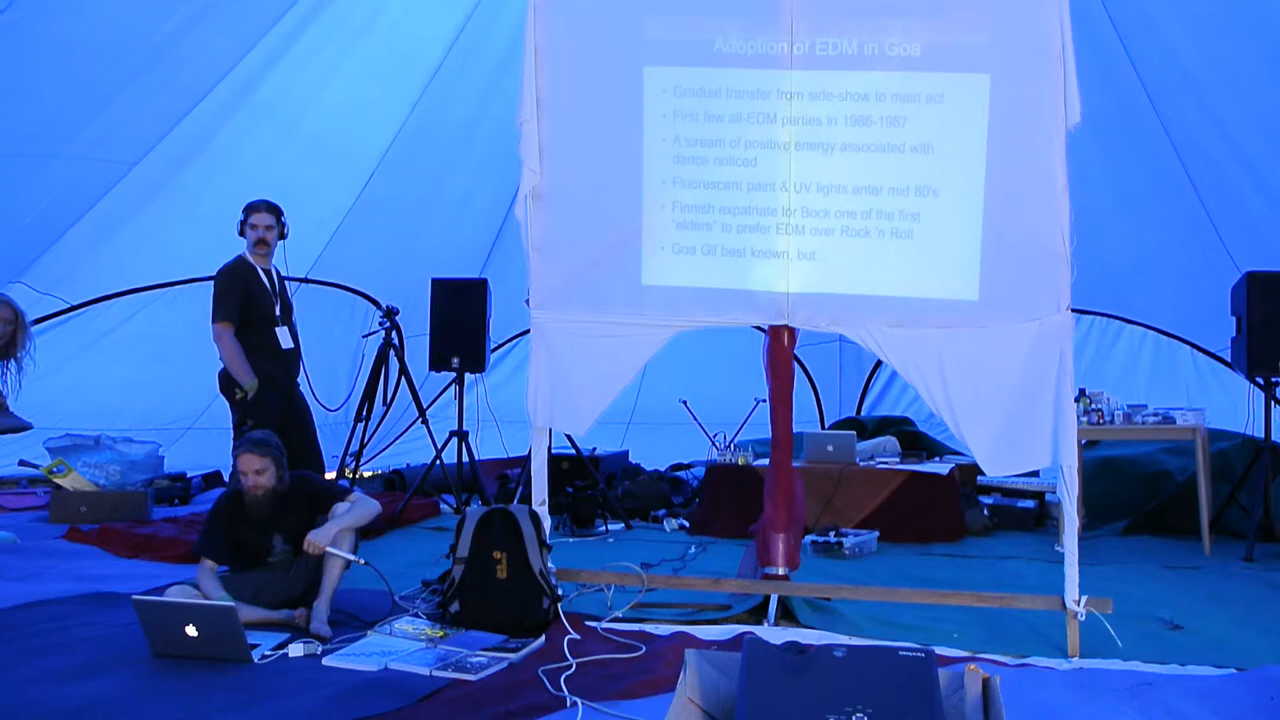 Adoption of EDM in Goa
• Gradual transfer from side-show to main act
• First few all-EDM parties in 1986-1987
• A stream of positive energy associated with
dance noticed
• Fluorescent paint & UV lights enter mid 80's
• Finnish expatriate Ior Bock one of the first
"elders" to prefer EDM over Rock 'n Roll
• Goa Gil best known, but...